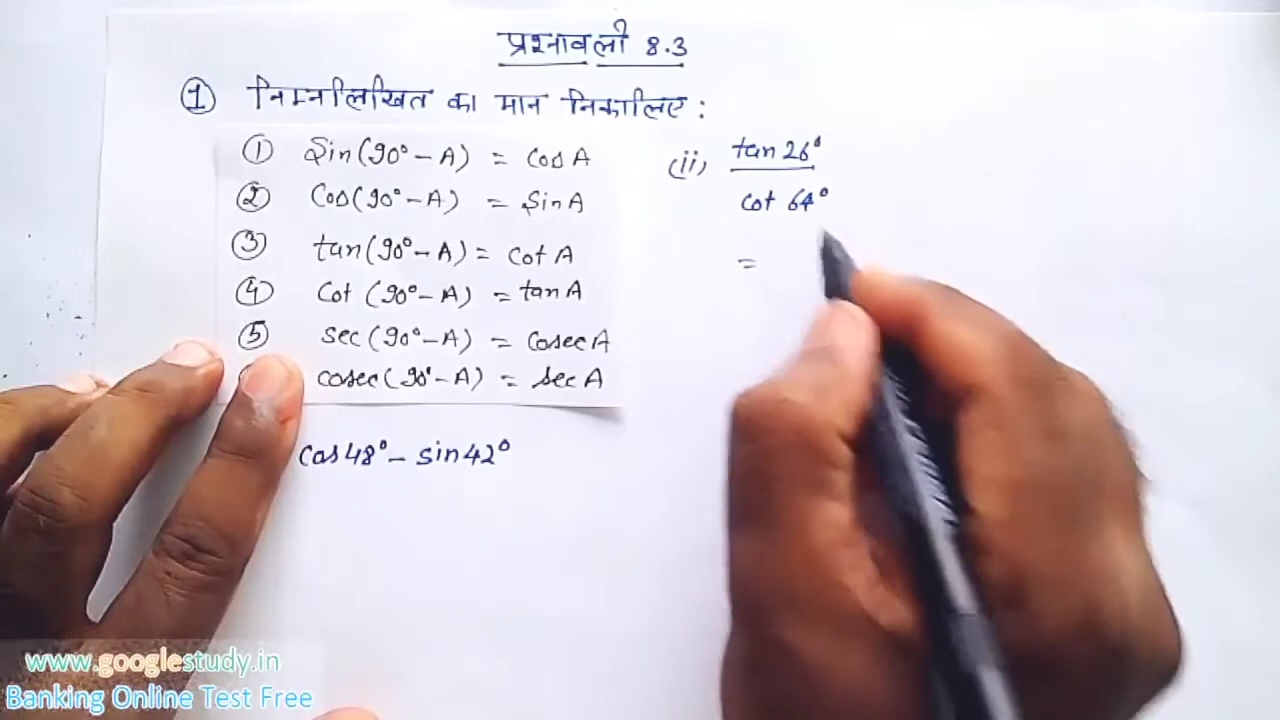 प्रश्नावली 8.3
① निम्नलिखित का मान निकालिए :
① Sin(90°-A) = Cos A
② Cos(90°-A) = Sin A
③ tan(90°-A) = Cot A
④ Cot (90°-A) = tan A
⑤ sec(90°-A) = Cosec A
cosec(90°-A) = sec A
(ii) tan 26°
cot 64°
=
cos 48° - sin 42°
www.googlestudy.in
Banking Online Test Free